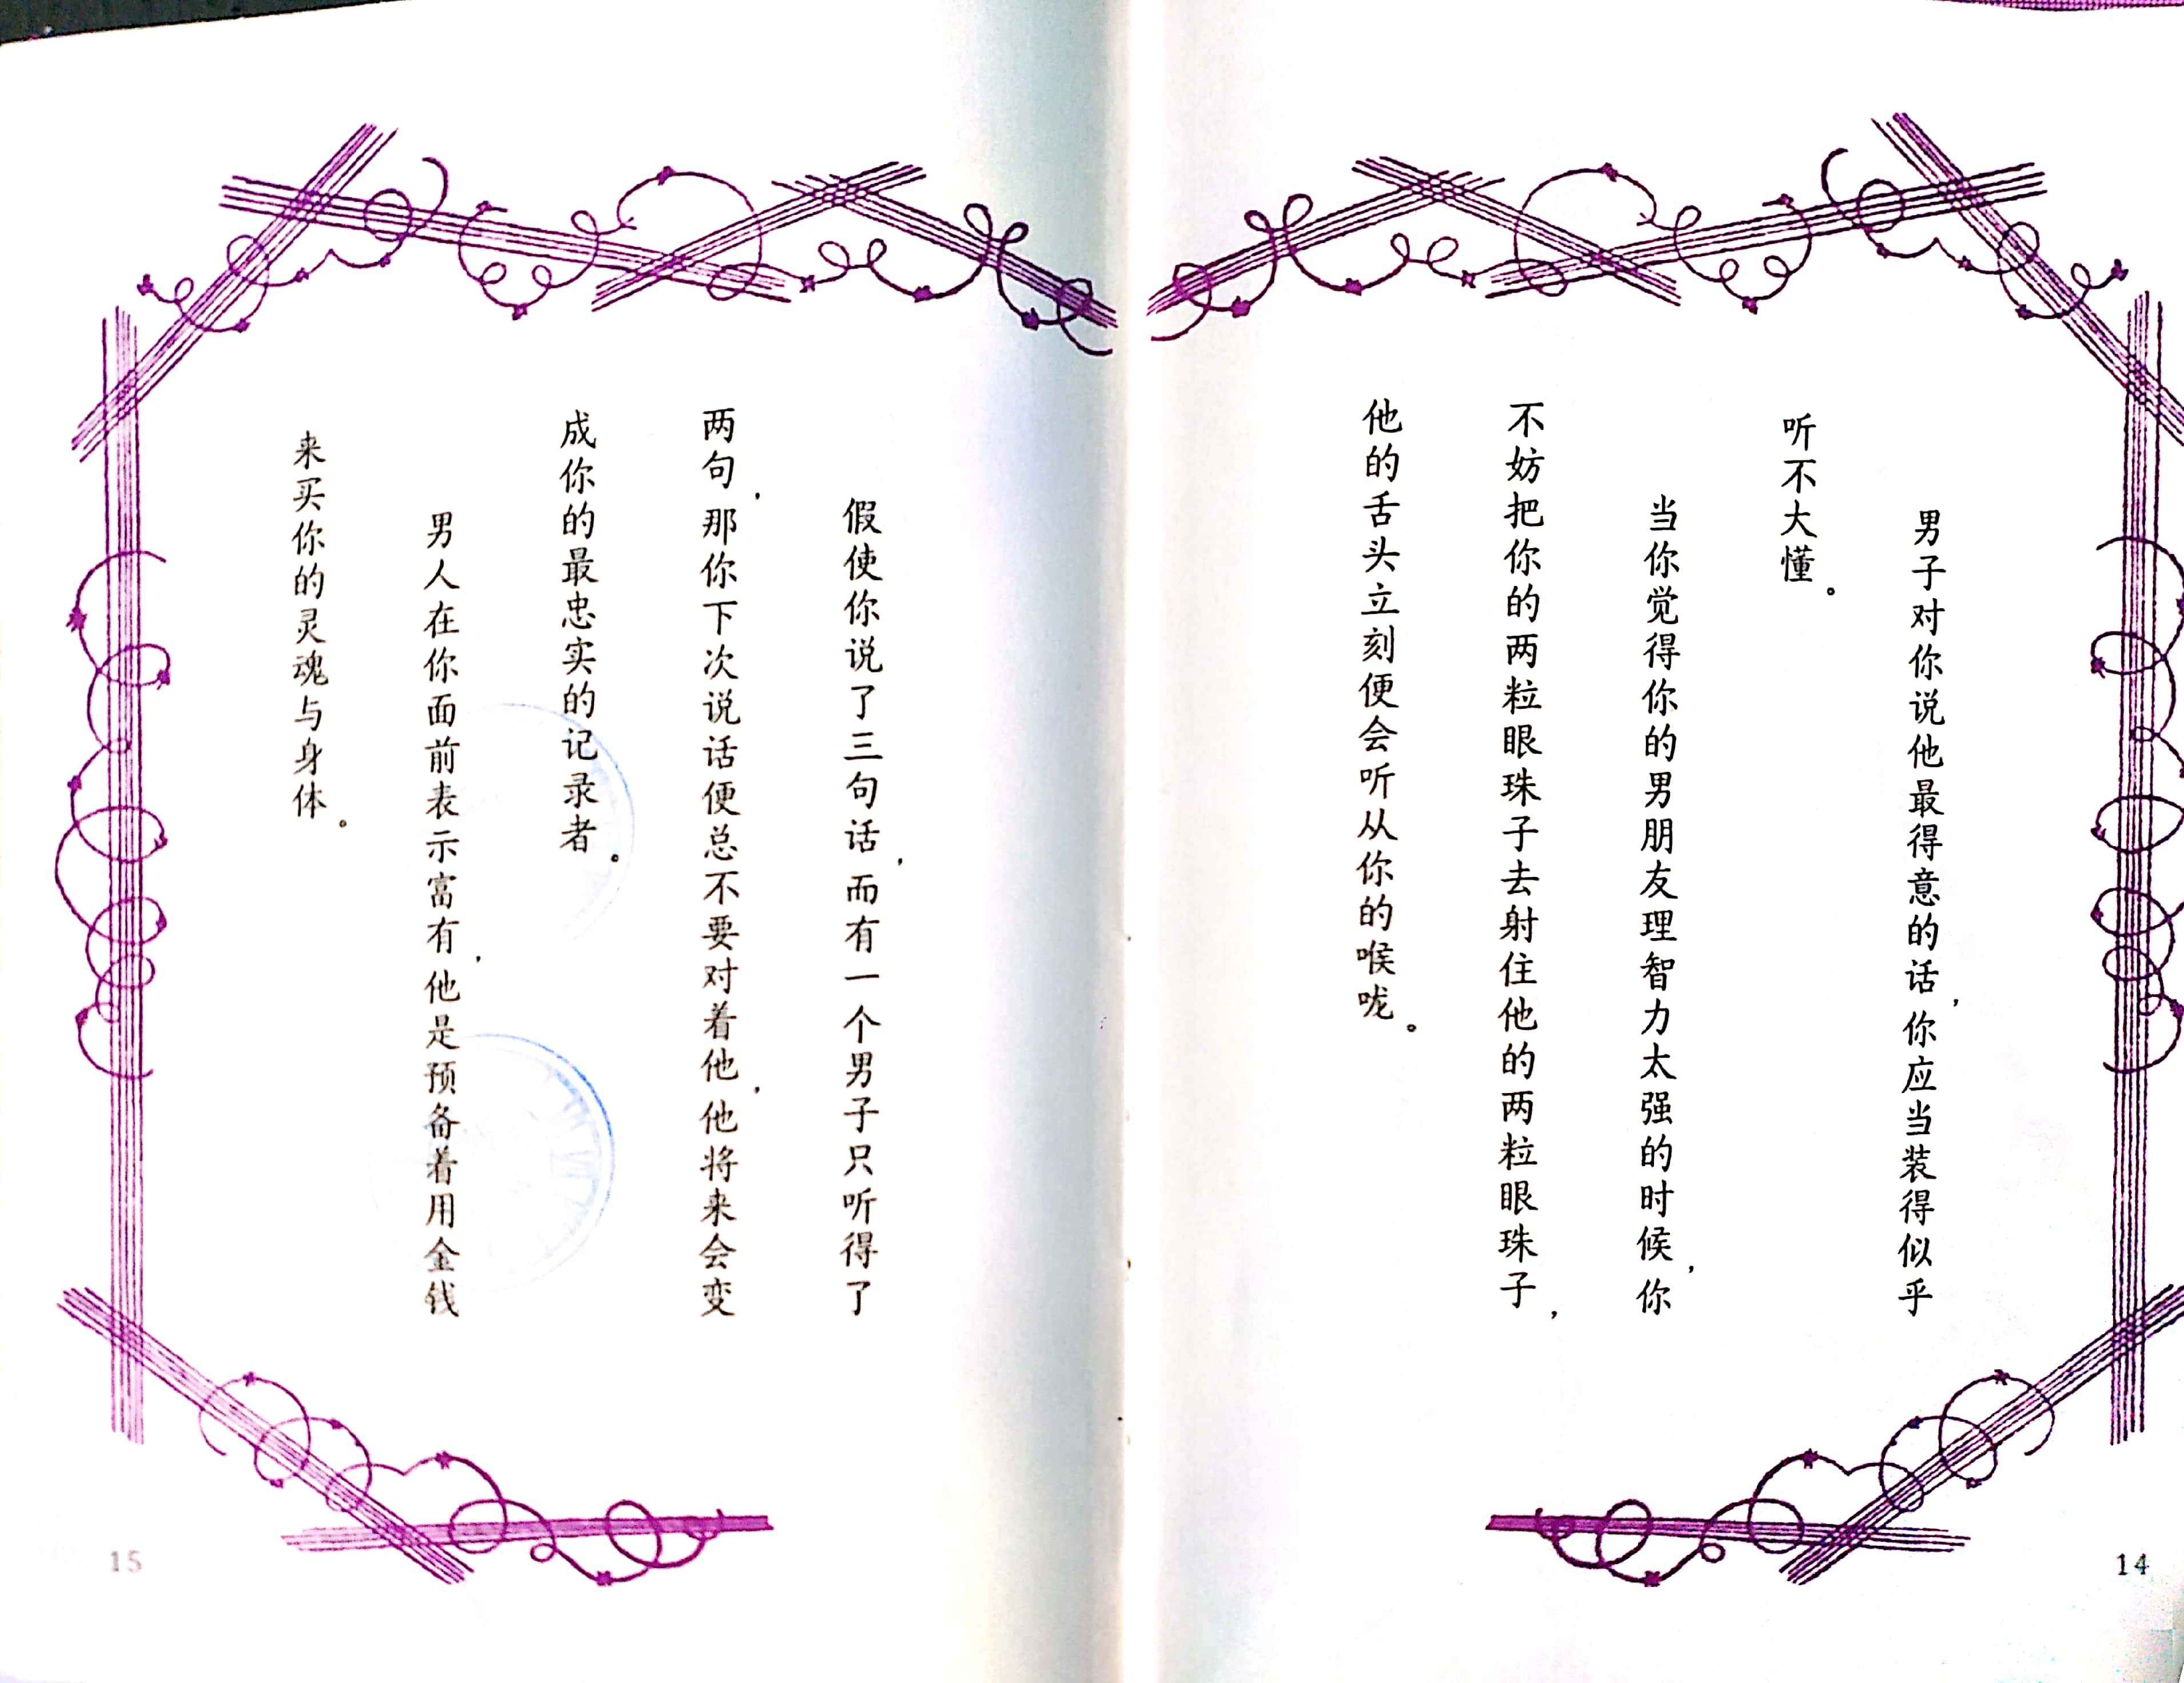 男子对你说他最得意的话，你应当装得似乎
听不大懂。
当你觉得你的男朋友理智力太强的时候，你
不妨把你的两粒眼珠子去射住他的两粒眼珠子，
他的舌头立刻便会听从你的喉咙。
14
假使你说了三句话，而有一个男子只听得了
两句，那你下次说话便总不要对着他，他将来会变
成你的最忠实的记录者。
男人在你面前表示富有，他是预备着用金钱
来买你的灵魂与身体。
15